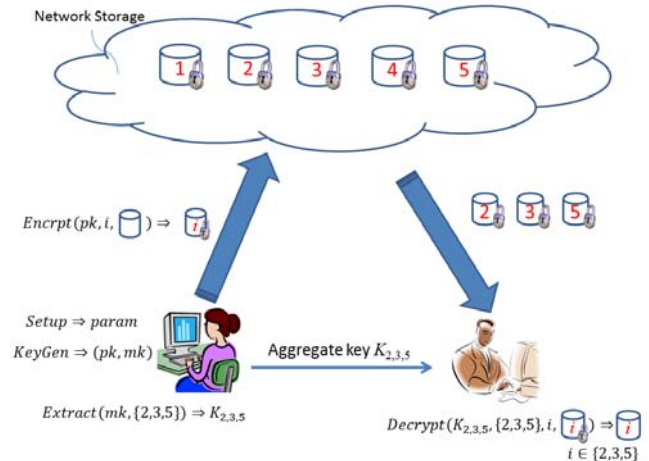 Network Storage
1 2 3 4 5
Encrpt(pk, i, ) ⇒ i
2 3 5
Setup ⇒ param
KeyGen ⇒ (pk, mk)
Aggregate key K₂,₃,₅
Extract(mk, {2,3,5}) ⇒ K₂,₃,₅
Decrypt(K₂,₃,₅, {2,3,5}, i, i ) ⇒ i
i ∈ {2,3,5}